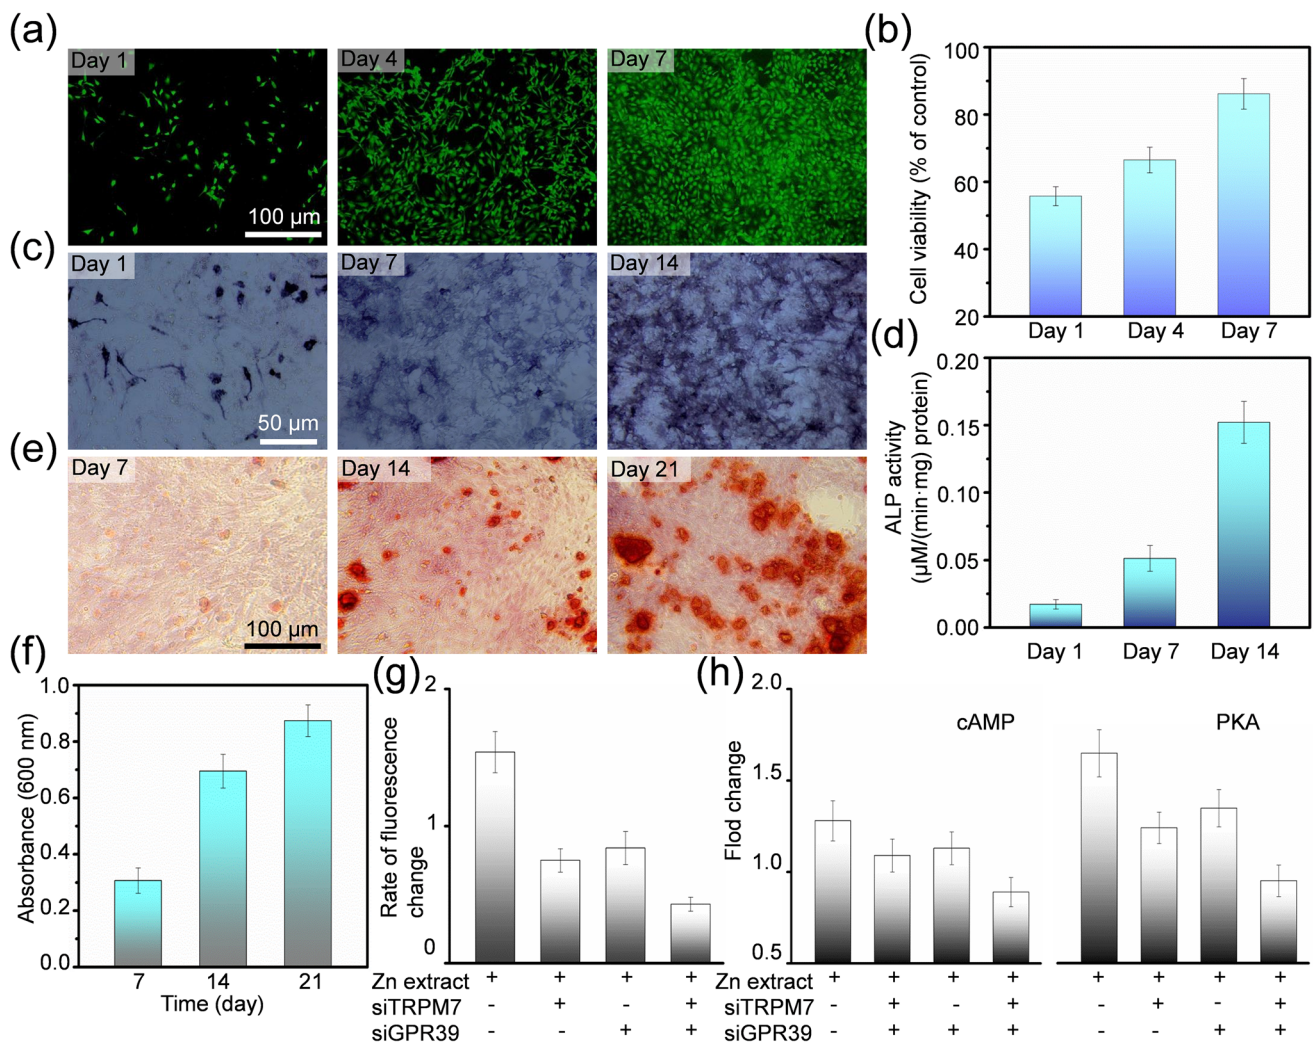 (a)
Day 1
Day 4
Day 7
100 μm
(b)
Cell viability (% of control)
100
80
60
40
20
Day 1
Day 4
Day 7
(c)
Day 1
Day 7
Day 14
50 μm
(d)
ALP activity
(μM/(min·mg) protein)
0.20
0.15
0.10
0.05
0.00
Day 1
Day 7
Day 14
(e)
Day 7
Day 14
Day 21
100 μm
(f)
Absorbance (600 nm)
1.0
0.8
0.6
0.4
0.2
0.0
7
14
21
Time (day)
(g)
Rate of fluorescence
change
2
1
0
Zn extract + + + +
siTRPM7 - + - +
siGPR39 - - + +
(h)
Flod change
2.0
1.5
1.0
0.5
cAMP
PKA
Zn extract + + + + + + + +
siTRPM7 - + - + - + - +
siGPR39 - + + + - - + +